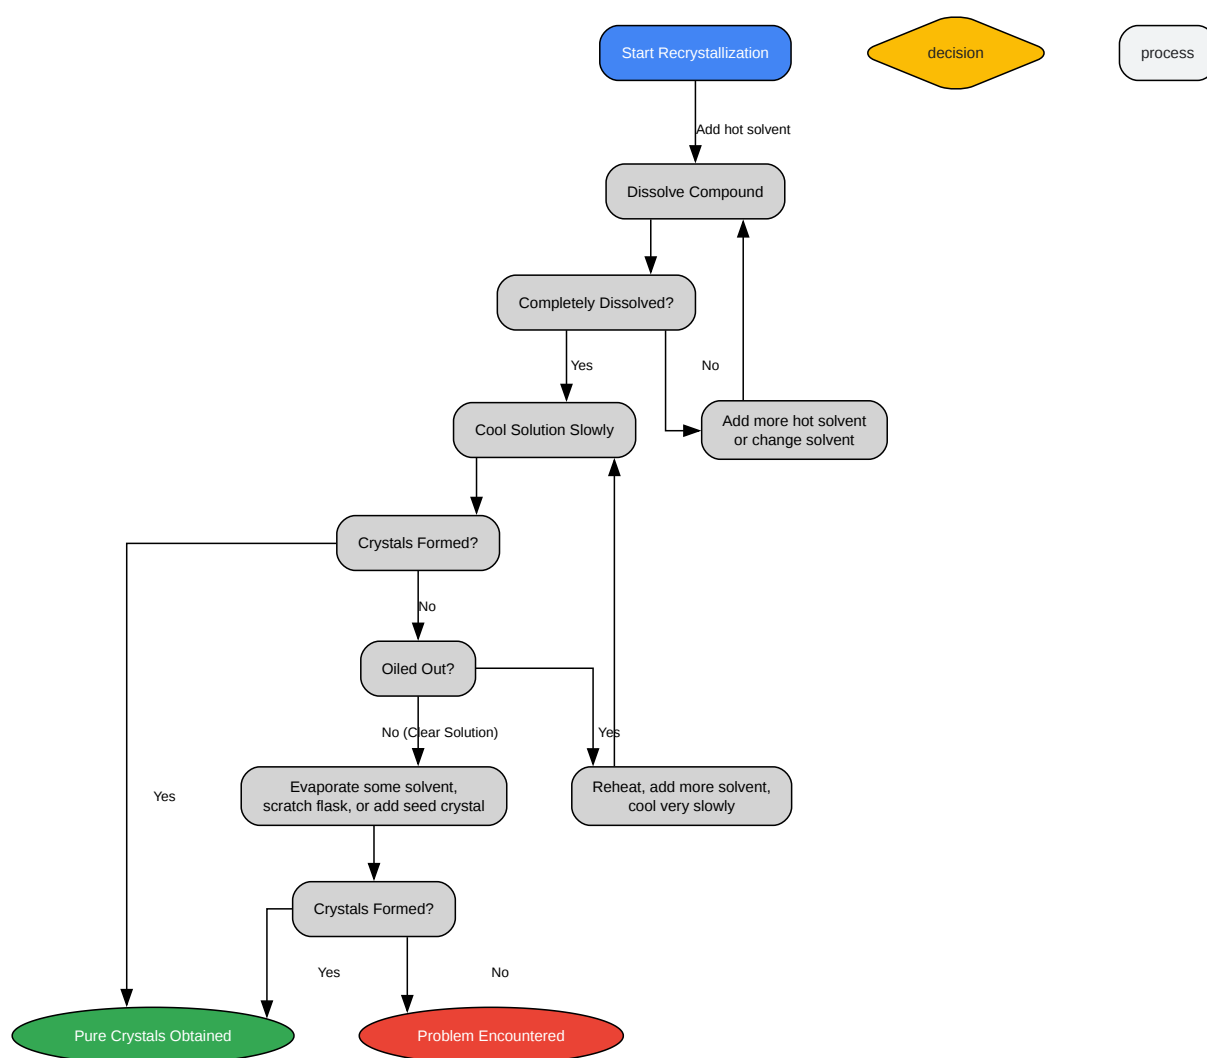 Start Recrystallization
decision
process
Add hot solvent
Dissolve Compound
Completely Dissolved?
Yes
No
Cool Solution Slowly
Add more hot solvent
or change solvent
Crystals Formed?
No
Oiled Out?
No (Clear Solution)
Yes
Evaporate some solvent,
scratch flask, or add seed crystal
Reheat, add more solvent,
cool very slowly
Yes
Crystals Formed?
Yes
No
Pure Crystals Obtained
Problem Encountered